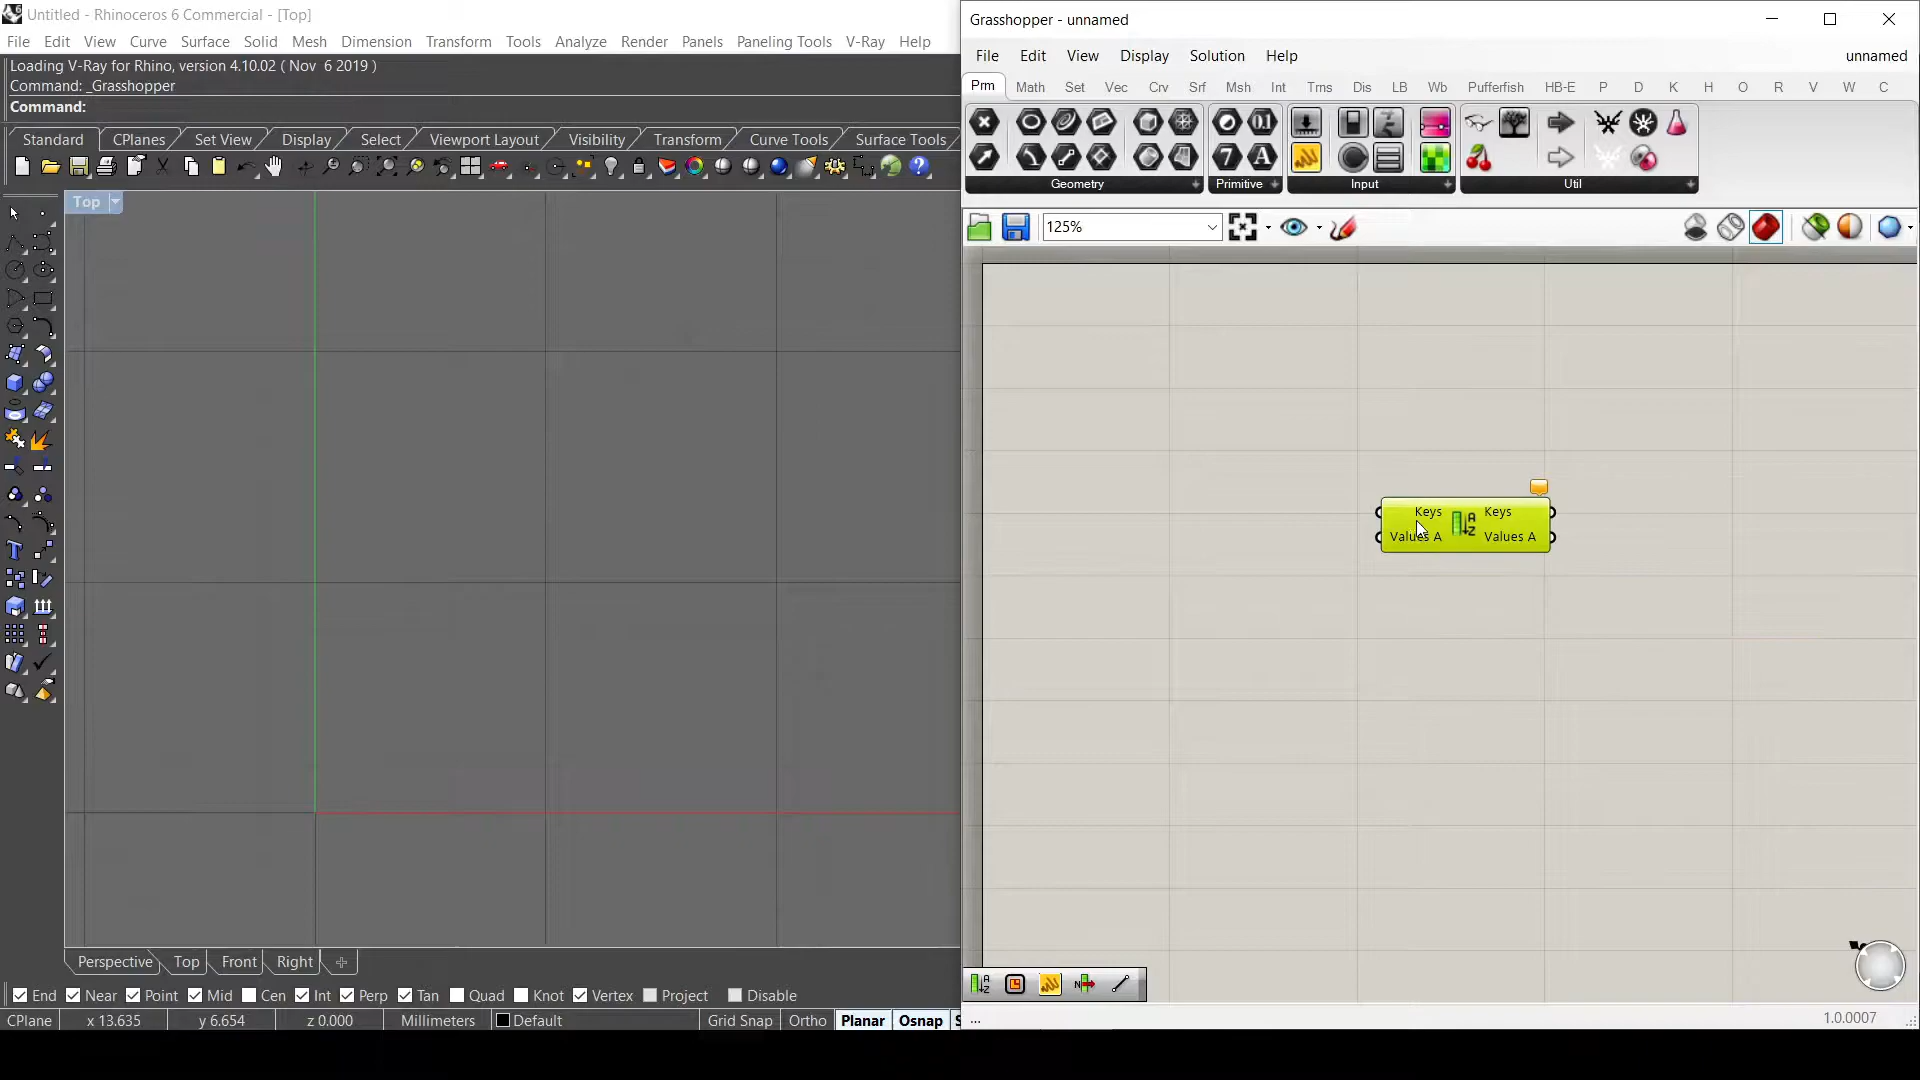 Untitled - Rhinoceros 6 Commercial - [Top]
File Edit View Curve Surface Solid Mesh Dimension Transform Tools Analyze Render Panels Paneling Tools V-Ray Help
Loading V-Ray for Rhino, version 4.10.02 ( Nov 6 2019 )
Command: _Grasshopper
Command:
Standard CPlanes Set View Display Select Viewport Layout Visibility Transform Curve Tools Surface Tools
Top
Perspective Top Front Right
End Near Point Mid Cen Int Perp Tan Quad Knot Vertex Project Disable
CPlane x 13.635 y 6.654 z 0.000 Millimeters Default Grid Snap Ortho Planar Osnap S
Grasshopper - unnamed
File Edit View Display Solution Help unnamed
Prm Math Set Vec Crv Srf Msh Int Trns Dis LB Wb Pufferfish HB-E P D K H O R V W C
Geometry Primitive Input Util
125%
Keys Keys
Values A Values A
... 1.0.0007